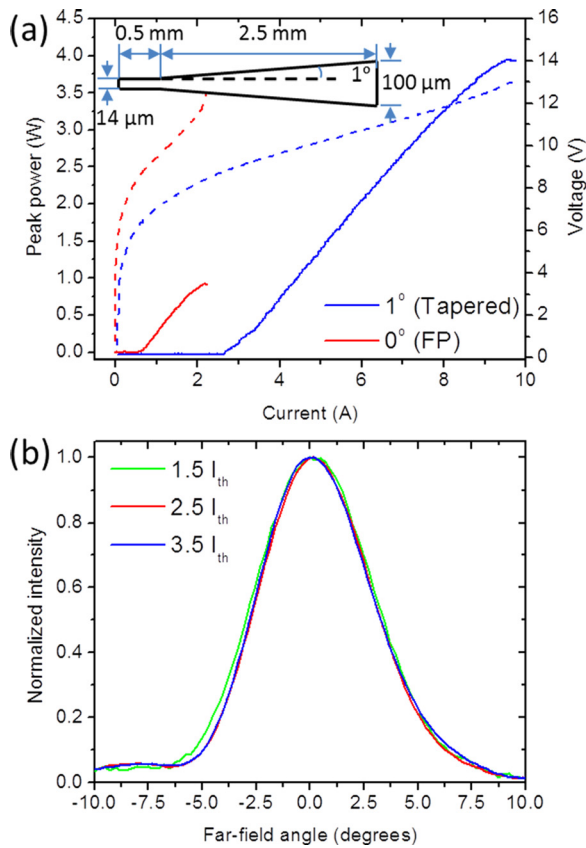 (a)
0.5 mm 2.5 mm
1°
100 µm
14 µm
4.5
4.0
3.5
3.0
2.5
2.0
1.5
1.0
0.5
0.0
Peak power (W)
16
14
12
10
8
6
4
2
0
Voltage (V)
1° (Tapered)
0° (FP)
0 2 4 6 8 10
Current (A)
(b)
1.5 I_th
2.5 I_th
3.5 I_th
1.0
0.8
0.6
0.4
0.2
0.0
Normalized intensity
-10.0 -7.5 -5.0 -2.5 0.0 2.5 5.0 7.5 10.0
Far-field angle (degrees)